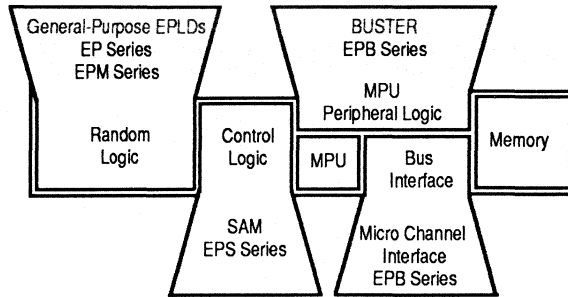 General-Purpose EPLDs
EP Series
EPM Series
Random
Logic
BUSTER
EPB Series
MPU
Peripheral Logic
Control
Logic
SAM
EPS Series
MPU
Bus
Interface
Micro Channel
Interface
EPB Series
Memory